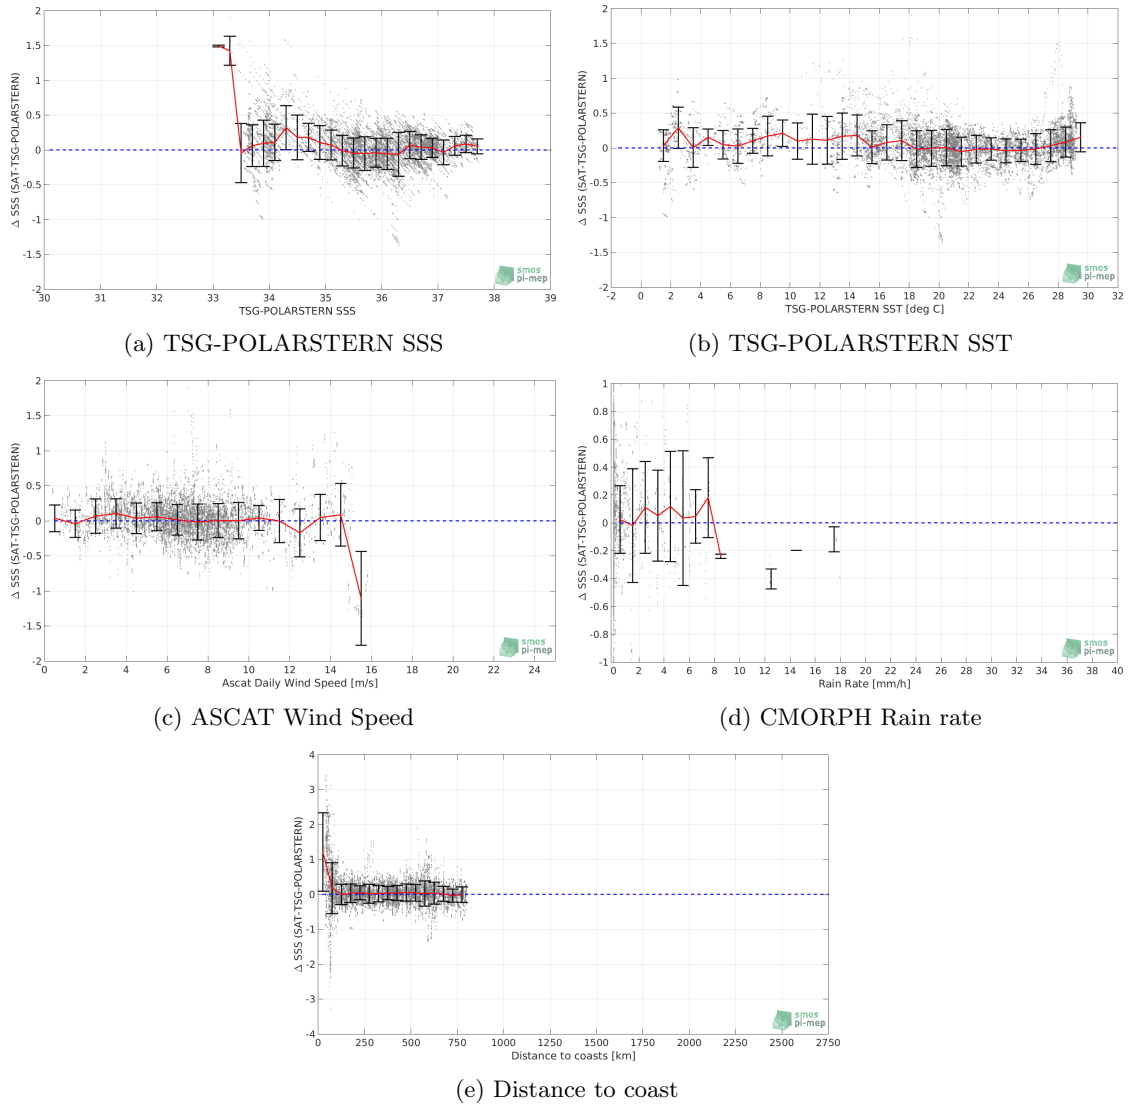 Δ SSS (SAT-TSG-POLARSTERN)
2
1.5
1
0.5
0
-0.5
-1
-1.5
-2
30 31 32 33 34 35 36 37 38 39
TSG-POLARSTERN SSS
smos
pi-mep
(a) TSG-POLARSTERN SSS
Δ SSS (SAT-TSG-POLARSTERN)
2
1.5
1
0.5
0
-0.5
-1
-1.5
-2
-2 0 2 4 6 8 10 12 14 16 18 20 22 24 26 28 30 32
TSG-POLARSTERN SST [deg C]
smos
pi-mep
(b) TSG-POLARSTERN SST
Δ SSS (SAT-TSG-POLARSTERN)
2
1.5
1
0.5
0
-0.5
-1
-1.5
-2
0 2 4 6 8 10 12 14 16 18 20 22 24
Ascat Daily Wind Speed [m/s]
smos
pi-mep
(c) ASCAT Wind Speed
Δ SSS (SAT-TSG-POLARSTERN)
1
0.8
0.6
0.4
0.2
0
-0.2
-0.4
-0.6
-0.8
-1
0 2 4 6 8 10 12 14 16 18 20 22 24 26 28 30 32 34 36 38 40
Rain Rate [mm/h]
smos
pi-mep
(d) CMORPH Rain rate
Δ SSS (SAT-TSG-POLARSTERN)
4
3
2
1
0
-1
-2
-3
-4
0 250 500 750 1000 1250 1500 1750 2000 2250 2500 2750
Distance to coasts [km]
smos
pi-mep
(e) Distance to coast